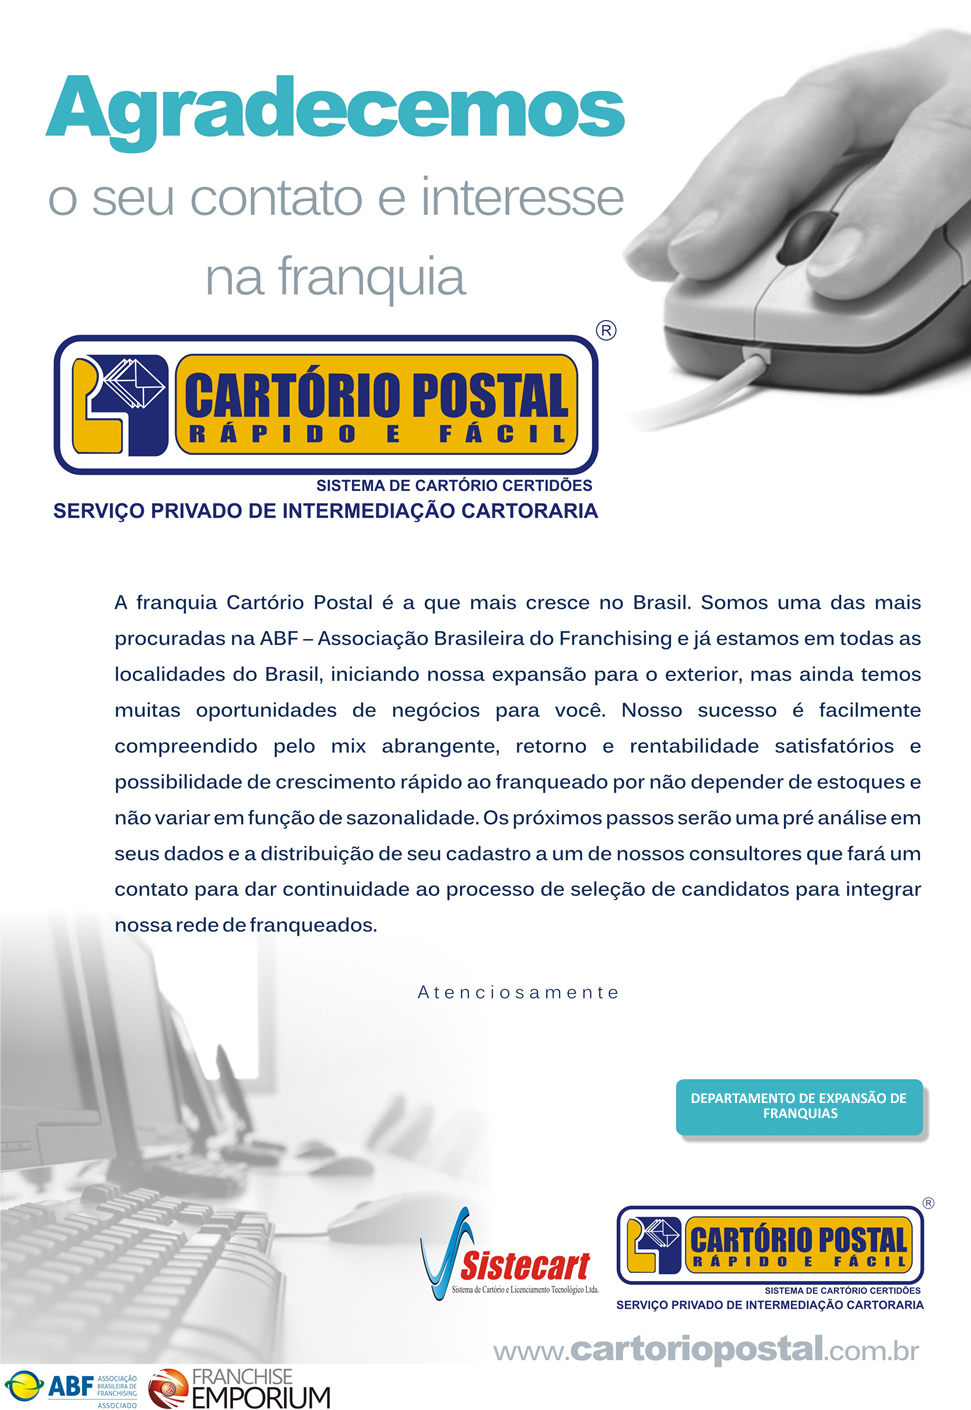 Agradecemos
o seu contato e interesse
na franquia
®
CARTÓRIO POSTAL
RÁPIDO E FÁCIL
SISTEMA DE CARTÓRIO CERTIDÕES
SERVIÇO PRIVADO DE INTERMEDIAÇÃO CARTORARIA
A franquia Cartório Postal é a que mais cresce no Brasil. Somos uma das mais
procuradas na ABF – Associação Brasileira do Franchising e já estamos em todas as
localidades do Brasil, iniciando nossa expansão para o exterior, mas ainda temos
muitas oportunidades de negócios para você. Nosso sucesso é facilmente
compreendido pelo mix abrangente, retorno e rentabilidade satisfatórios e
possibilidade de crescimento rápido ao franqueado por não depender de estoques e
não variar em função de sazonalidade. Os próximos passos serão uma pré análise em
seus dados e a distribuição de seu cadastro a um de nossos consultores que fará um
contato para dar continuidade ao processo de seleção de candidatos para integrar
nossa rede de franqueados.
Atenciosamente
DEPARTAMENTO DE EXPANSÃO DE
FRANQUIAS
Sistecart
Sistema de Cartório e Licenciamento Tecnológico Ltda.
®
CARTÓRIO POSTAL
RÁPIDO E FÁCIL
SISTEMA DE CARTÓRIO CERTIDÕES
SERVIÇO PRIVADO DE INTERMEDIAÇÃO CARTORARIA
www.cartoriopostal.com.br
ABF
ASSOCIAÇÃO
BRASILEIRA DE
FRANCHISING
ASSOCIADO
FRANCHISE
EMPORIUM